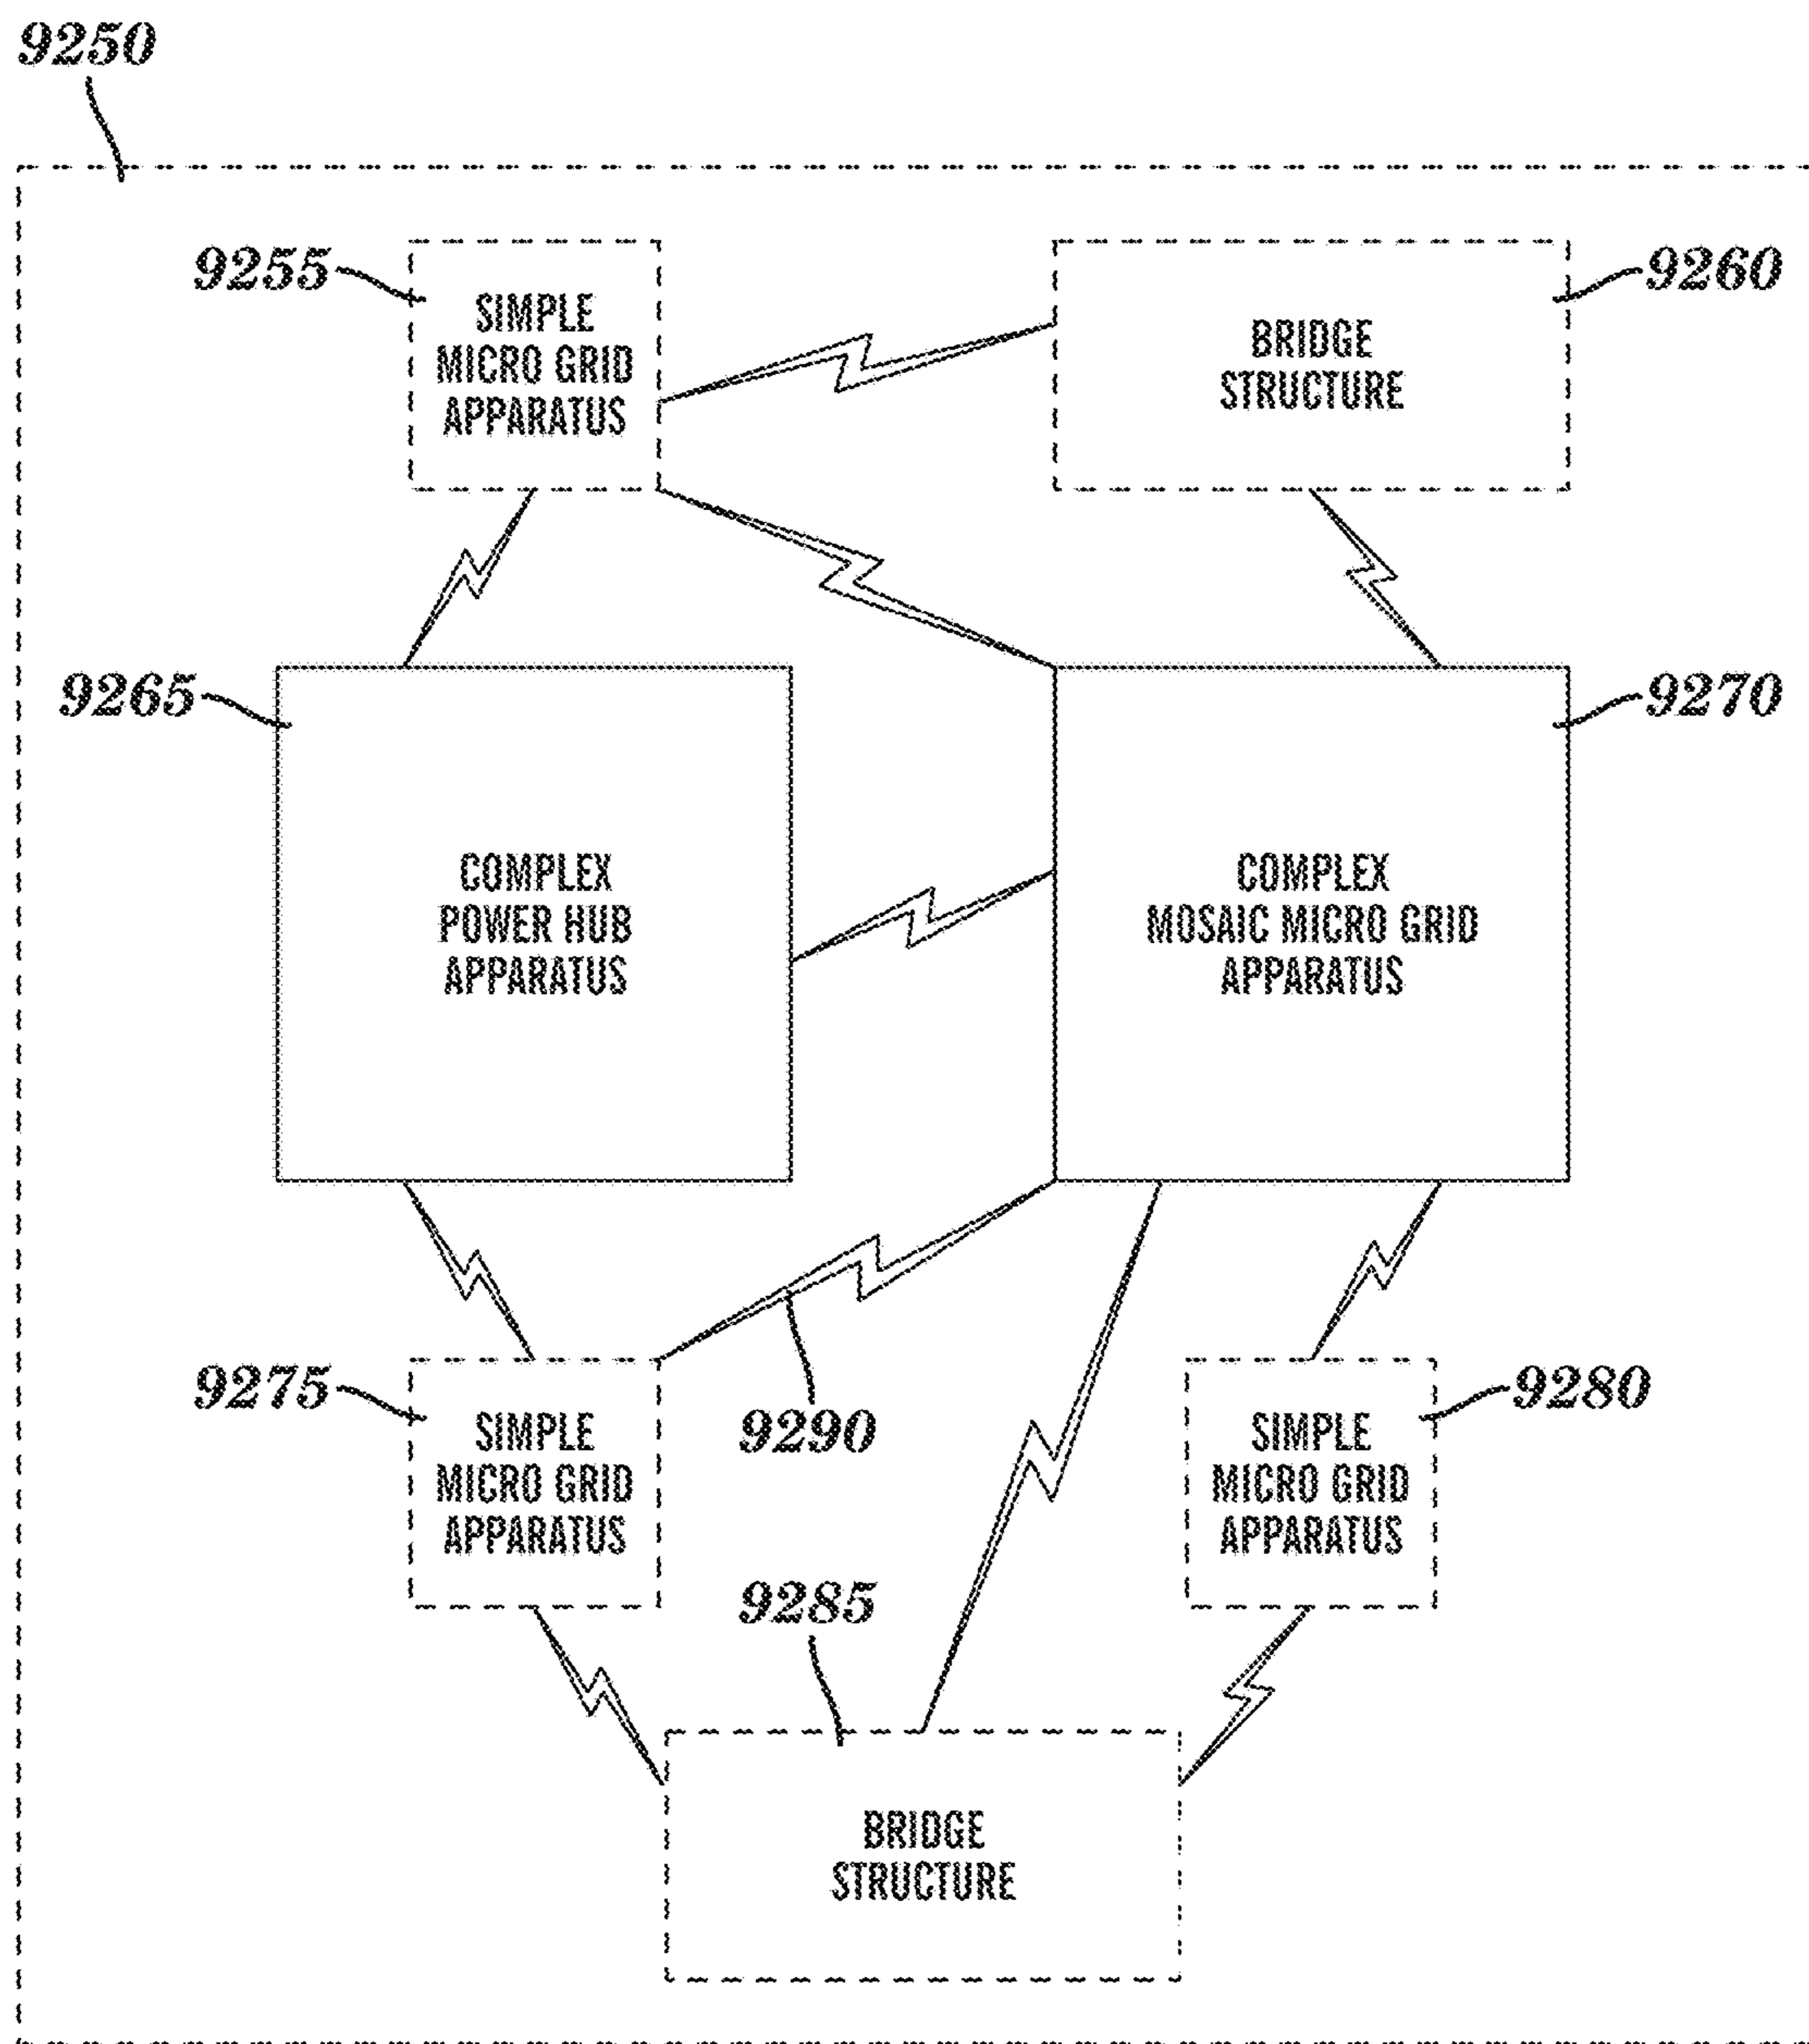 9250
9255
SIMPLE
MICRO GRID
APPARATUS
BRIDGE
STRUCTURE
9260
9265
COMPLEX
POWER HUB
APPARATUS
COMPLEX
MOSAIC MICRO GRID
APPARATUS
9270
9275
SIMPLE
MICRO GRID
APPARATUS
9290
SIMPLE
MICRO GRID
APPARATUS
9280
9285
BRIDGE
STRUCTURE